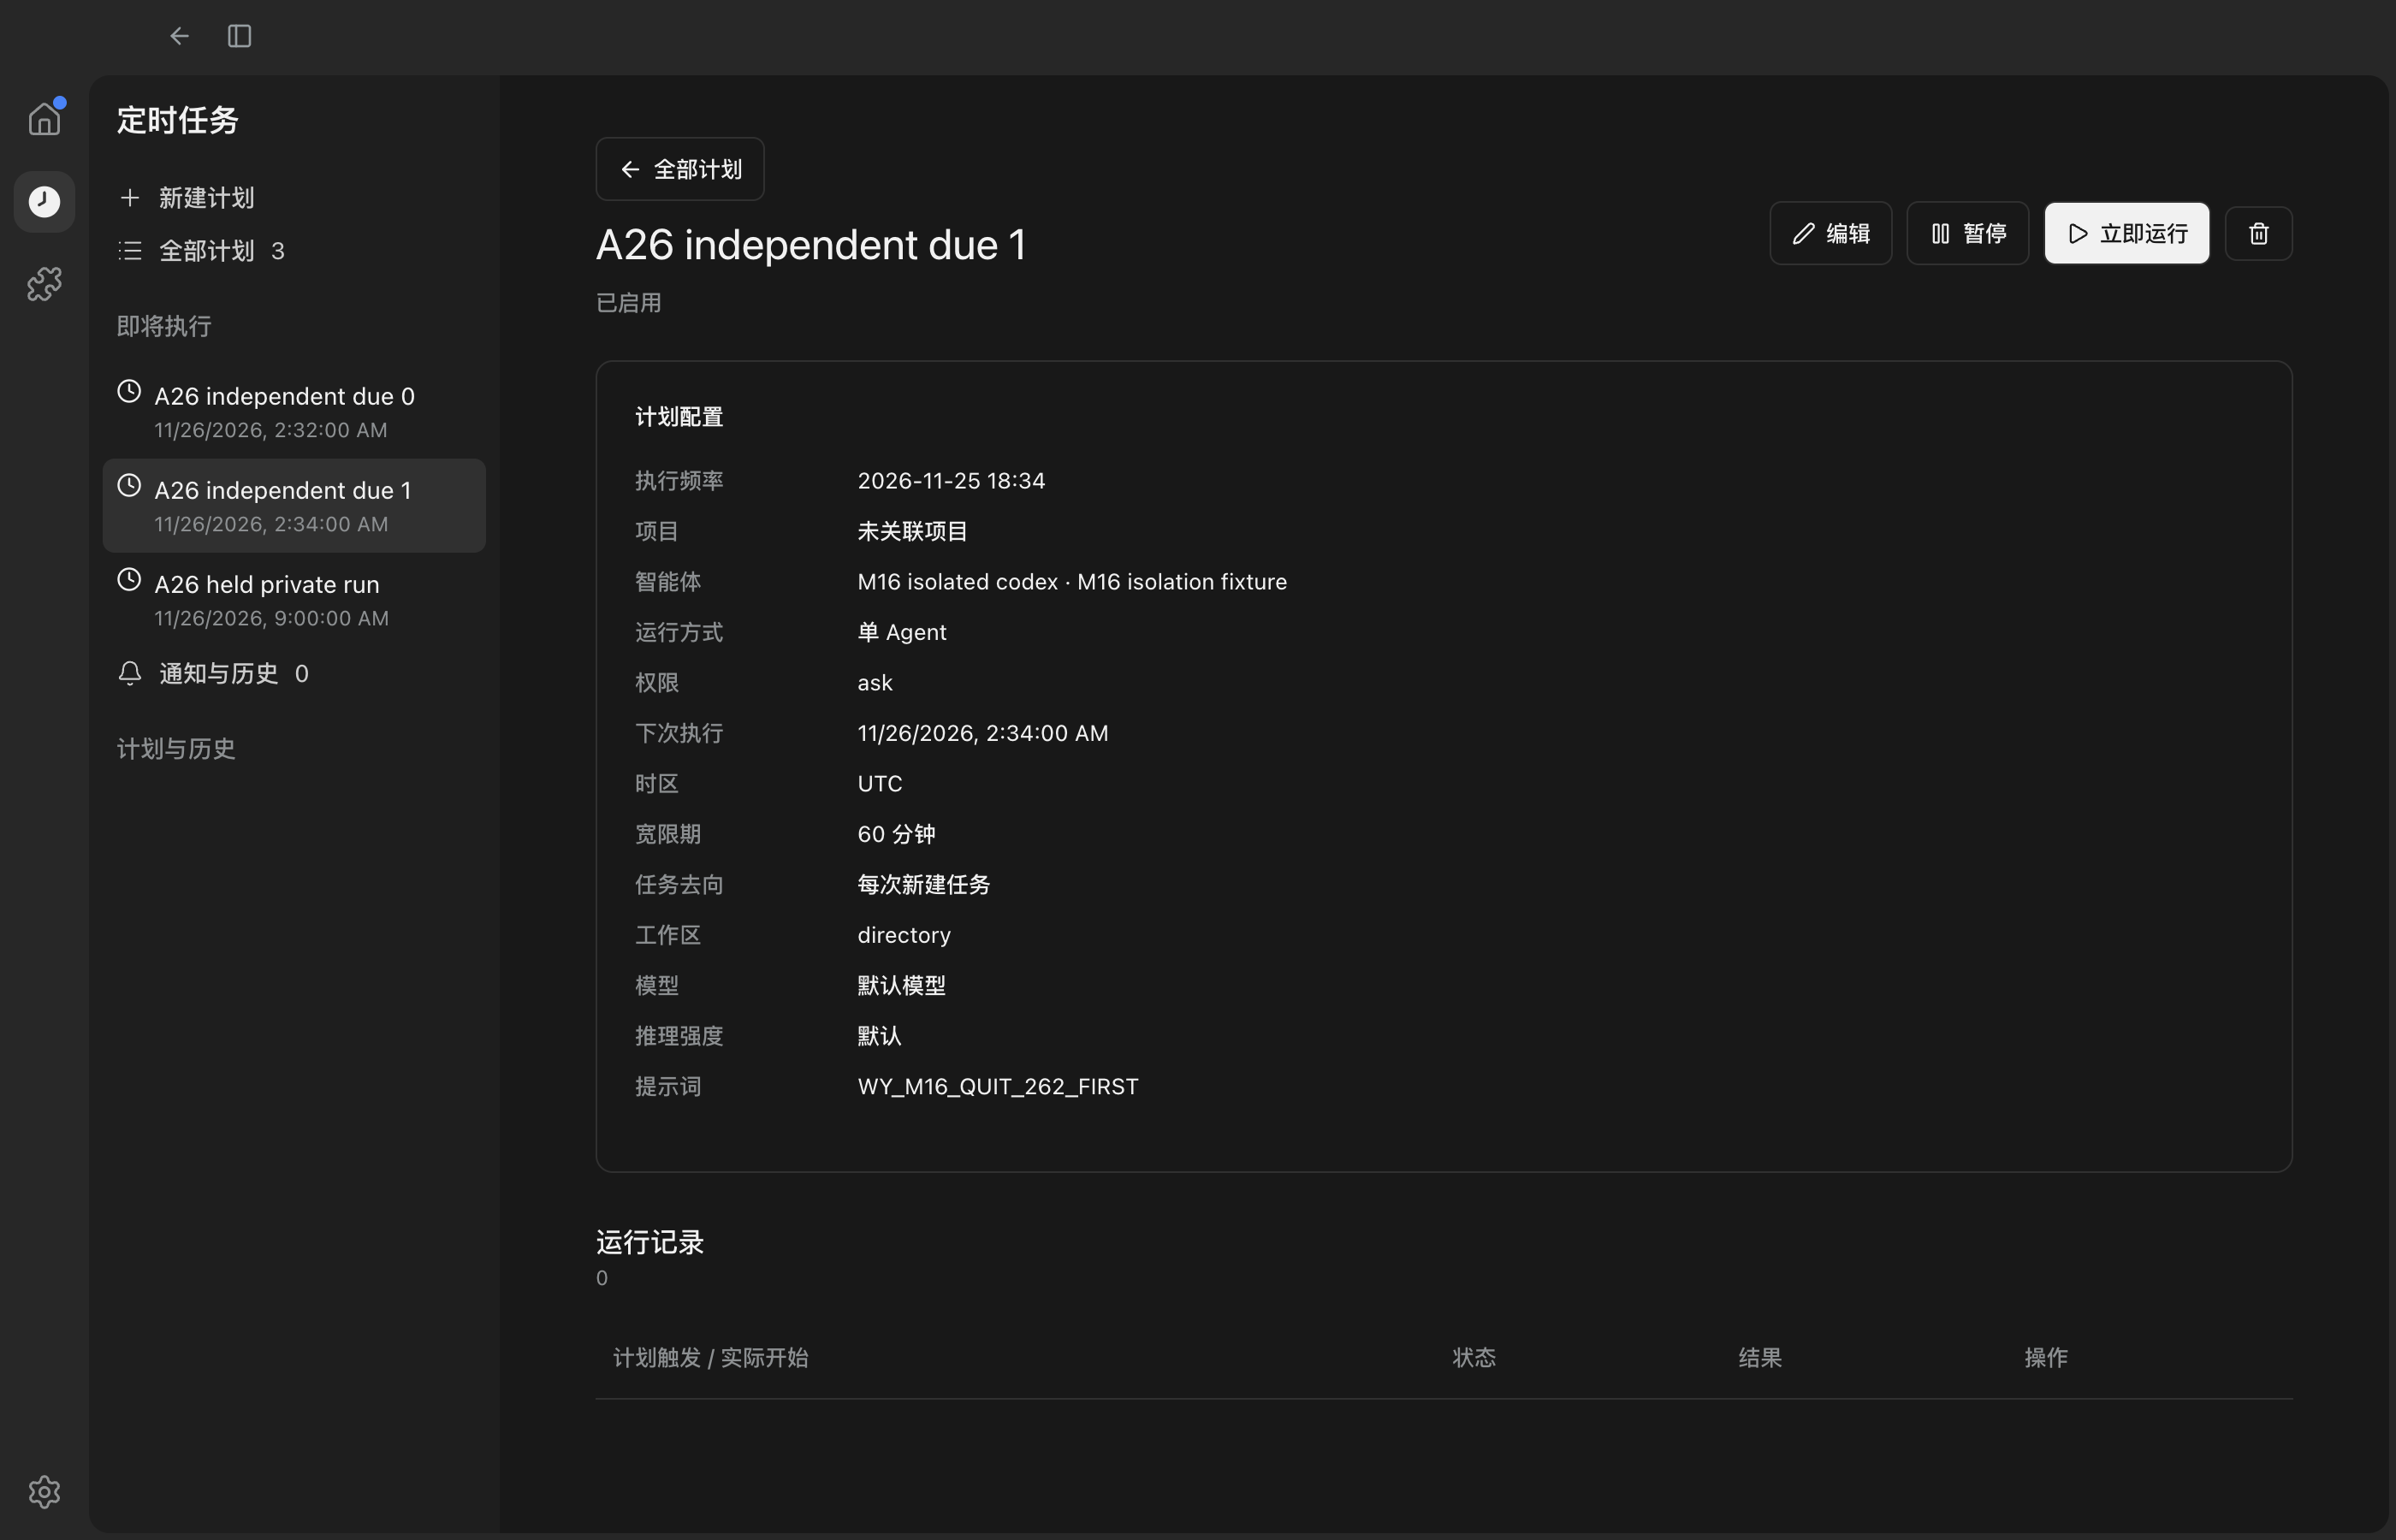 定时任务
新建计划
全部计划 3
即将执行
A26 independent due 0
11/26/2026, 2:32:00 AM
A26 independent due 1
11/26/2026, 2:34:00 AM
A26 held private run
11/26/2026, 9:00:00 AM
通知与历史 0
计划与历史
全部计划
A26 independent due 1
已启用
编辑
暂停
立即运行
计划配置
执行频率 2026-11-25 18:34
项目 未关联项目
智能体 M16 isolated codex · M16 isolation fixture
运行方式 单 Agent
权限 ask
下次执行 11/26/2026, 2:34:00 AM
时区 UTC
宽限期 60 分钟
任务去向 每次新建任务
工作区 directory
模型 默认模型
推理强度 默认
提示词 WY_M16_QUIT_262_FIRST
运行记录
0
计划触发 / 实际开始 状态 结果 操作